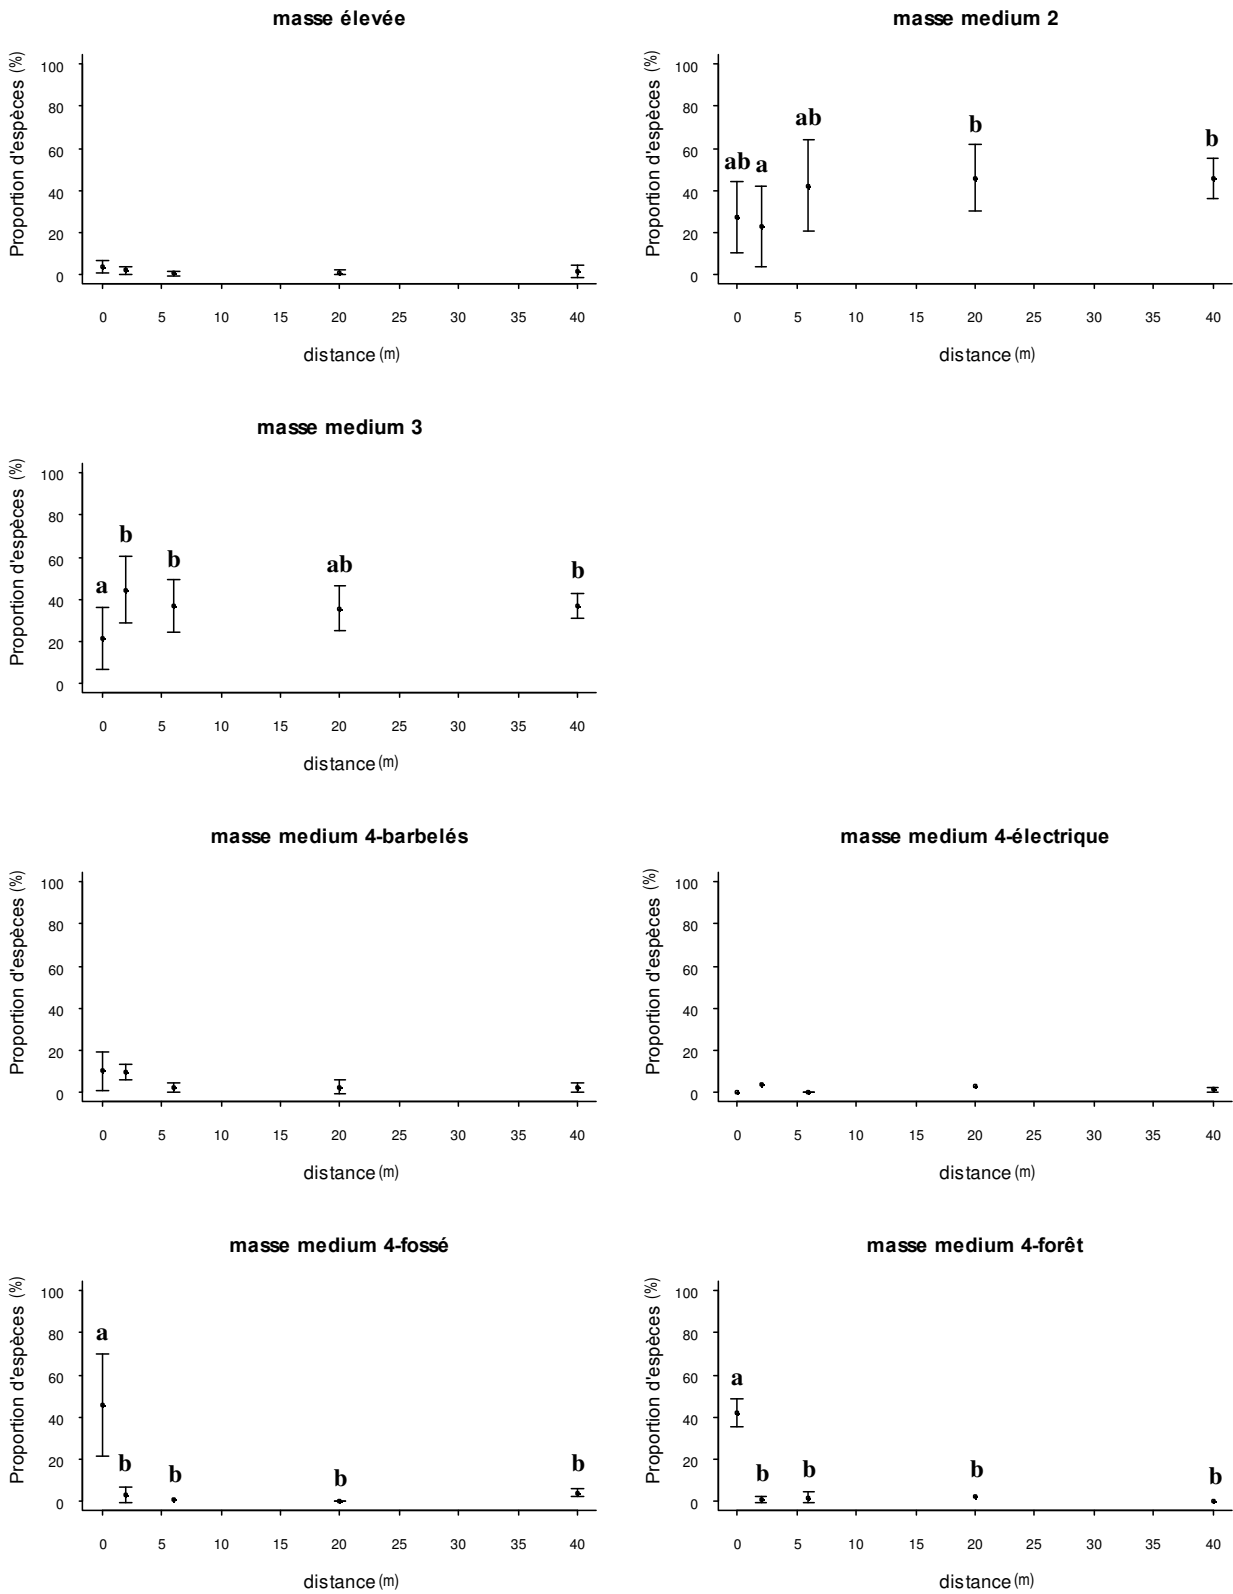 masse élevée
Proportion d'espèces (%)
100
80
60
40
20
0
0 5 10 15 20 25 30 35 40
distance (m)
masse medium 2
Proportion d'espèces (%)
100
80
60
40
20
0
ab a ab b b
0 5 10 15 20 25 30 35 40
distance (m)
masse medium 3
Proportion d'espèces (%)
100
80
60
40
20
0
a b b ab b
0 5 10 15 20 25 30 35 40
distance (m)
masse medium 4-barbelés
Proportion d'espèces (%)
100
80
60
40
20
0
0 5 10 15 20 25 30 35 40
distance (m)
masse medium 4-électrique
Proportion d'espèces (%)
100
80
60
40
20
0
0 5 10 15 20 25 30 35 40
distance (m)
masse medium 4-fossé
Proportion d'espèces (%)
100
80
60
40
20
0
a b b b b
0 5 10 15 20 25 30 35 40
distance (m)
masse medium 4-forêt
Proportion d'espèces (%)
100
80
60
40
20
0
a b b b b
0 5 10 15 20 25 30 35 40
distance (m)